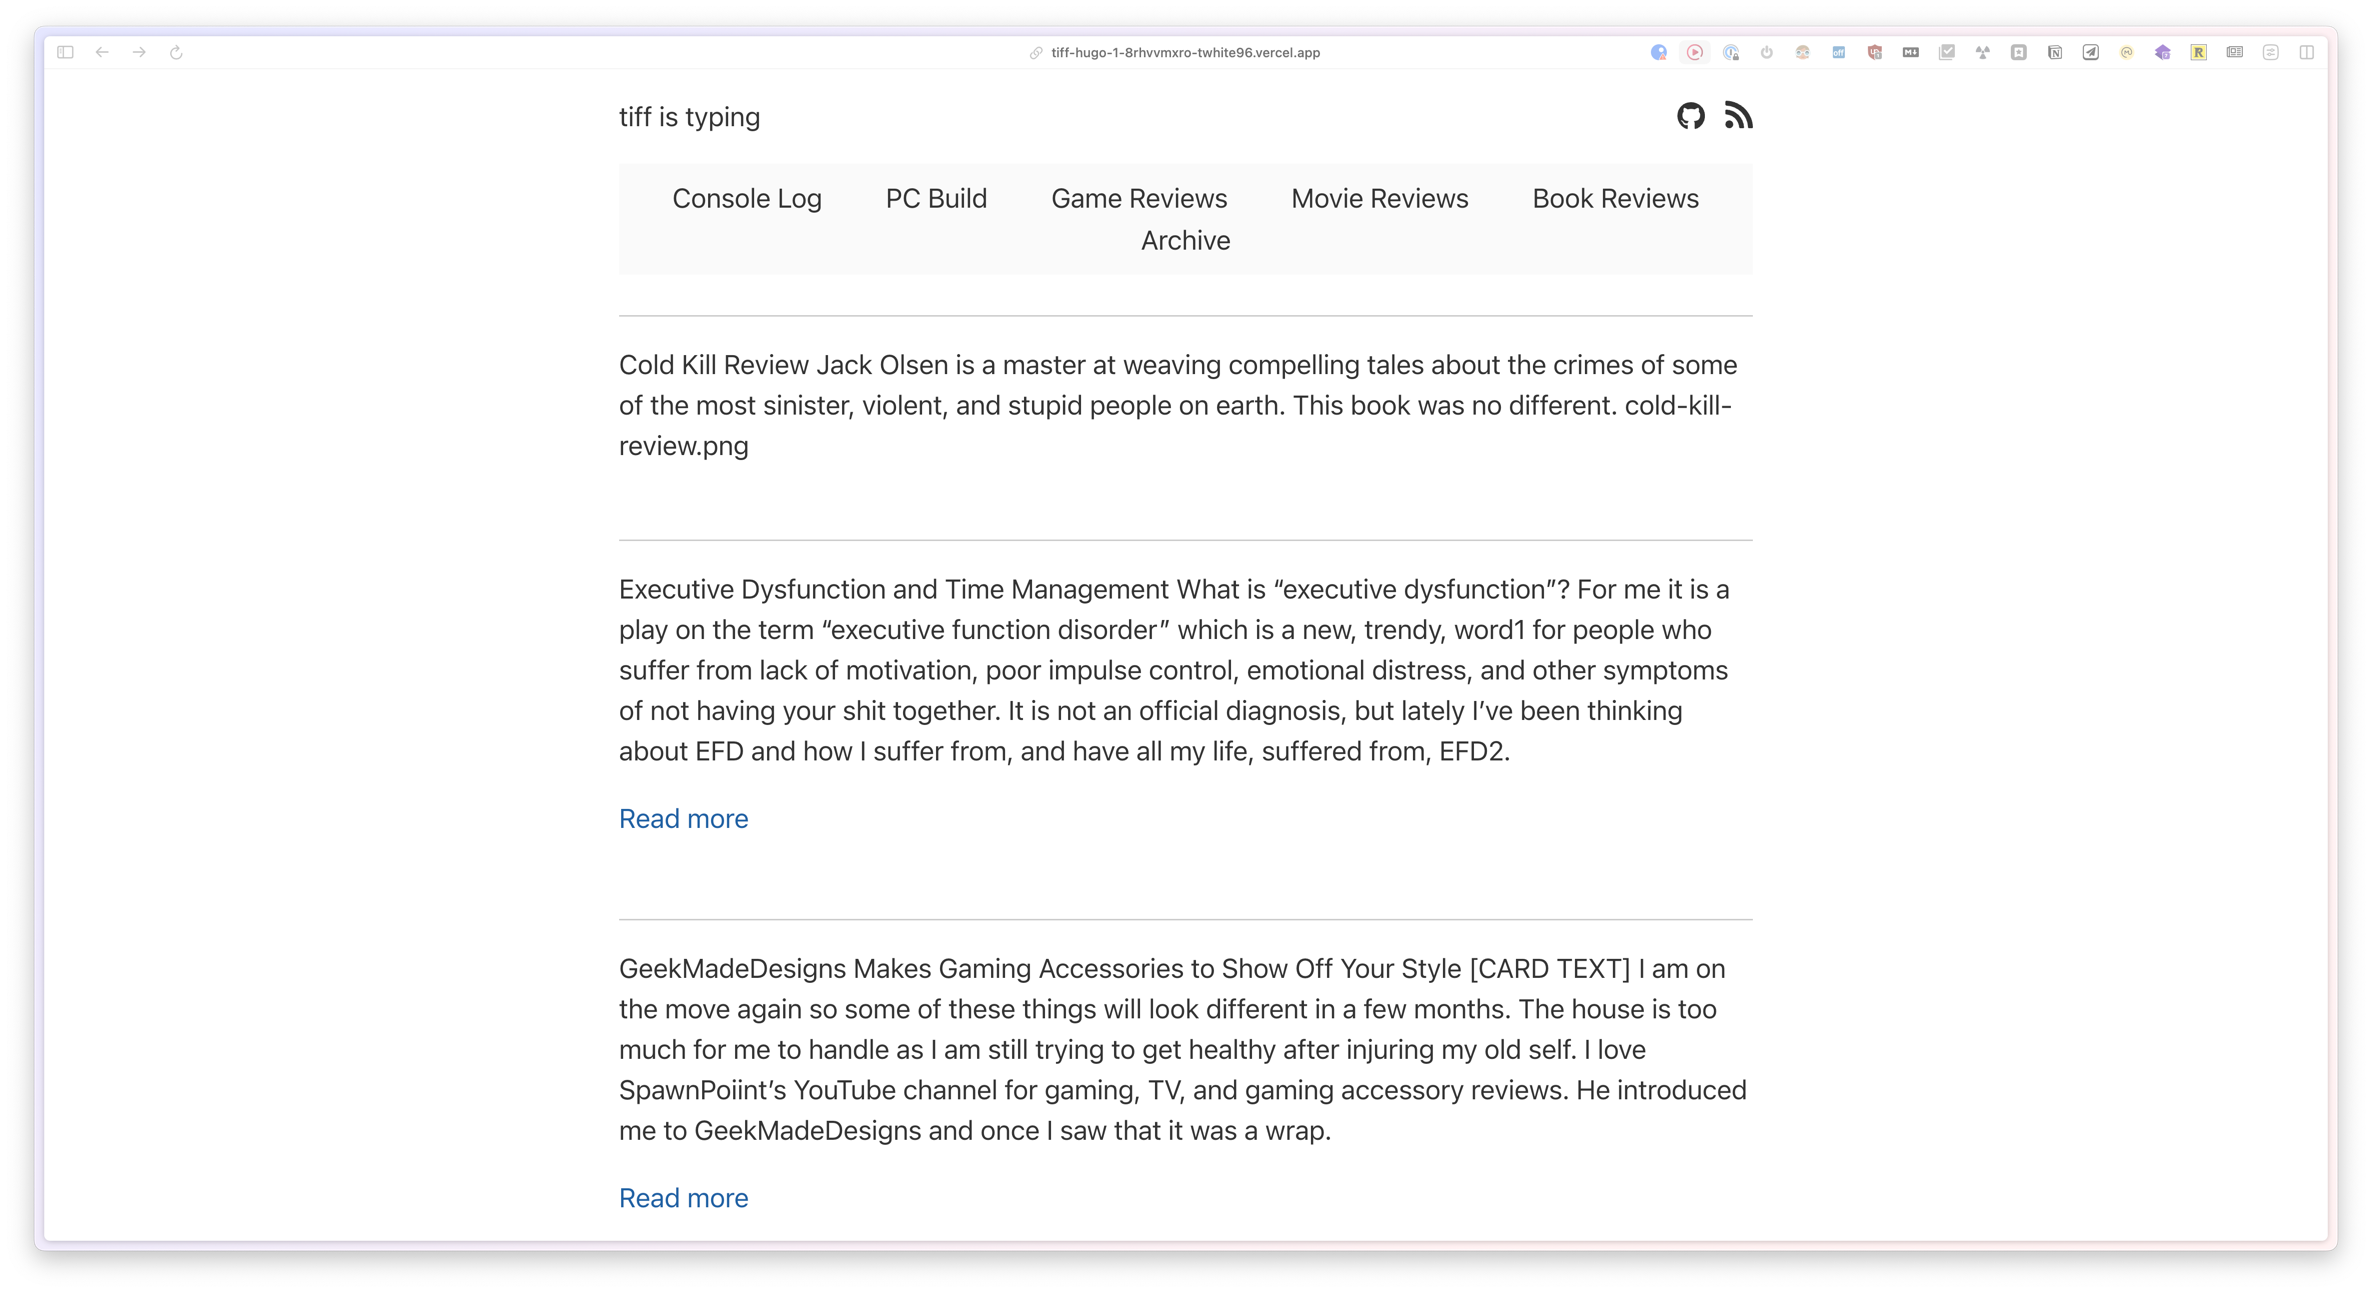 tiff-hugo-1-8rhvvmxro-twhite96.vercel.app
tiff is typing
Console Log PC Build Game Reviews Movie Reviews Book Reviews
Archive
Cold Kill Review Jack Olsen is a master at weaving compelling tales about the crimes of some
of the most sinister, violent, and stupid people on earth. This book was no different. cold-kill-
review.png
Executive Dysfunction and Time Management What is “executive dysfunction”? For me it is a
play on the term “executive function disorder” which is a new, trendy, word1 for people who
suffer from lack of motivation, poor impulse control, emotional distress, and other symptoms
of not having your shit together. It is not an official diagnosis, but lately I’ve been thinking
about EFD and how I suffer from, and have all my life, suffered from, EFD2.
Read more
GeekMadeDesigns Makes Gaming Accessories to Show Off Your Style [CARD TEXT] I am on
the move again so some of these things will look different in a few months. The house is too
much for me to handle as I am still trying to get healthy after injuring my old self. I love
SpawnPoiint’s YouTube channel for gaming, TV, and gaming accessory reviews. He introduced
me to GeekMadeDesigns and once I saw that it was a wrap.
Read more